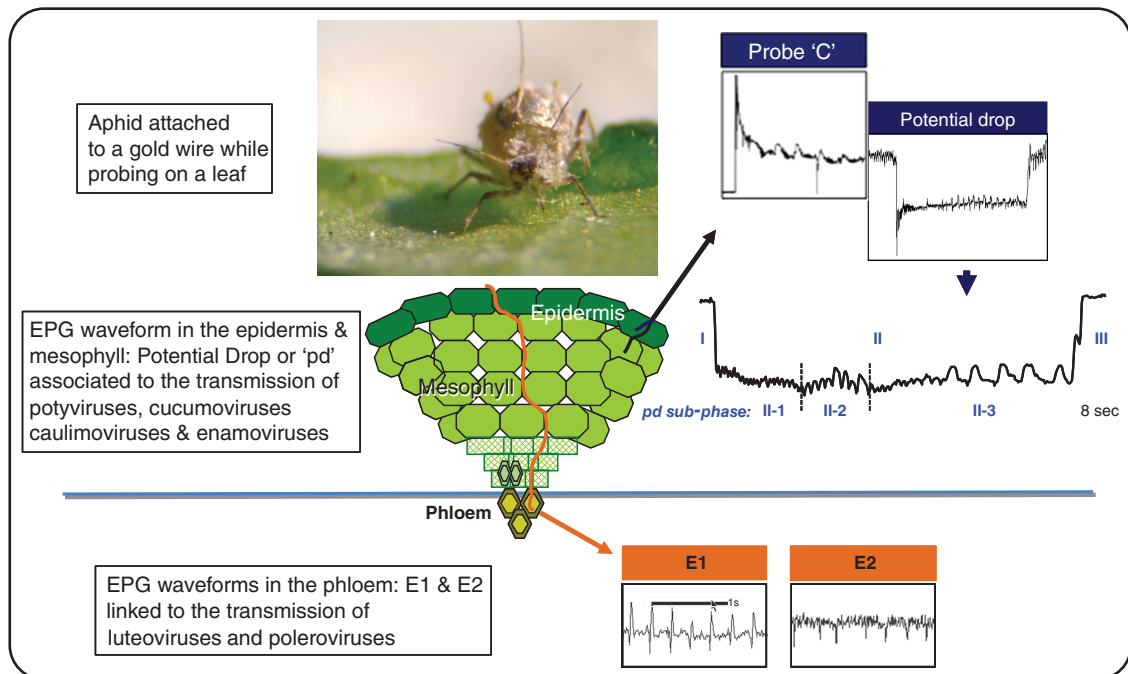 Aphid attached
to a gold wire while
probing on a leaf
Probe 'C'
Potential drop
EPG waveform in the epidermis &
mesophyll: Potential Drop or 'pd'
associated to the transmission of
potyviruses, cucumoviruses
caulimoviruses & enamoviruses
Epidermis
Mesophyll
I
II
III
pd sub-phase: II-1 II-2 II-3 8 sec
Phloem
EPG waveforms in the phloem: E1 & E2
linked to the transmission of
luteoviruses and poleroviruses
E1
1s
E2